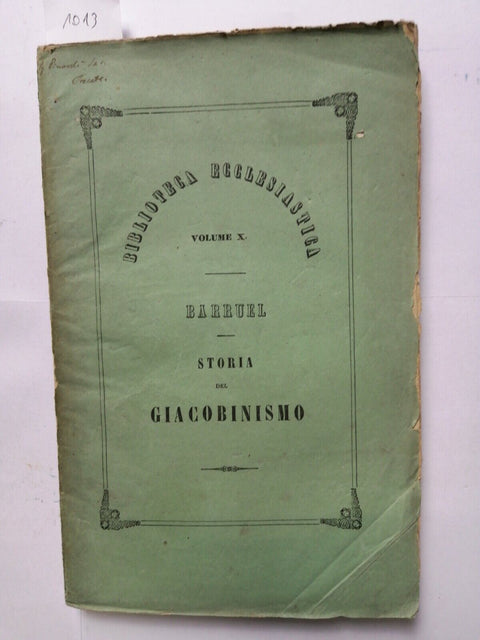 1013
BIBLIOTECA ECCLESIASTICA
VOLUME X.
BARRUEL
STORIA
DEL
GIACOBINISMO